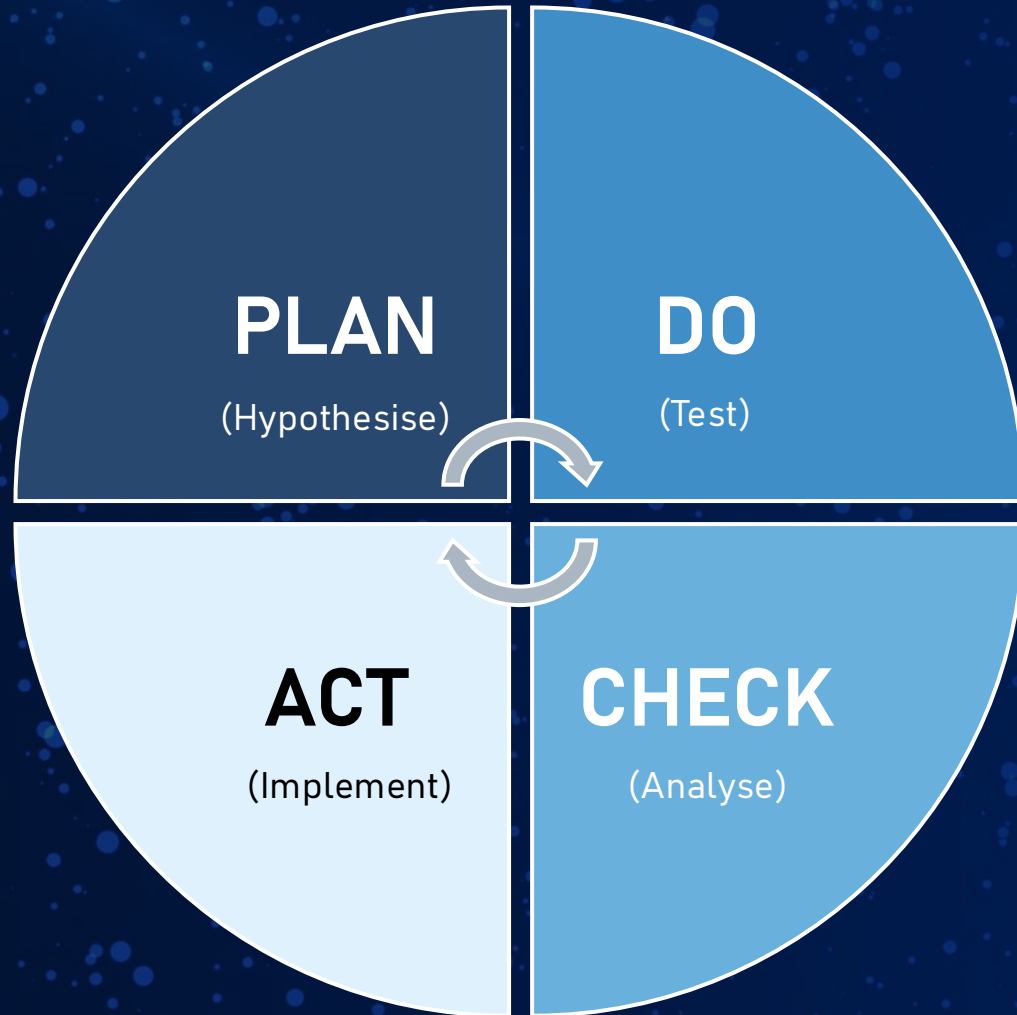 PLAN
(Hypothesise)
DO
(Test)
ACT
(Implement)
CHECK
(Analyse)